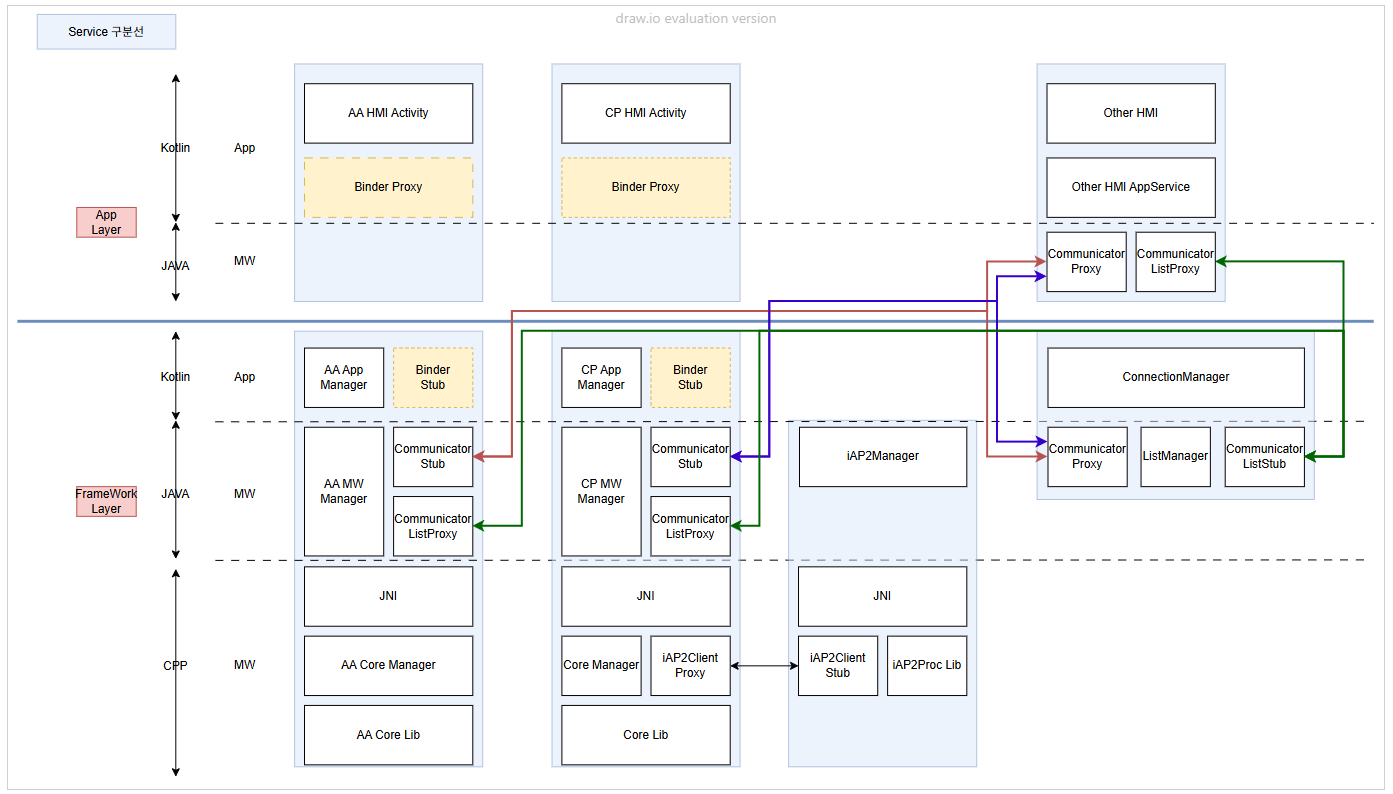 draw.io evaluation version
Service 구분선
AA HMI Activity
CP HMI Activity
Other HMI
Kotlin
App
Binder Proxy
Binder Proxy
Other HMI AppService
App
Layer
JAVA
MW
Communicator
Proxy
Communicator
ListProxy
Kotlin
App
AA App
Manager
Binder
Stub
CP App
Manager
Binder
Stub
ConnectionManager
FrameWork
Layer
JAVA
MW
AA MW
Manager
Communicator
Stub
Communicator
ListProxy
CP MW
Manager
Communicator
Stub
Communicator
ListProxy
iAP2Manager
Communicator
Proxy
ListManager
Communicator
ListStub
JNI
JNI
JNI
CPP
MW
AA Core Manager
Core Manager
iAP2Client
Proxy
iAP2Client
Stub
iAP2Proc Lib
AA Core Lib
Core Lib